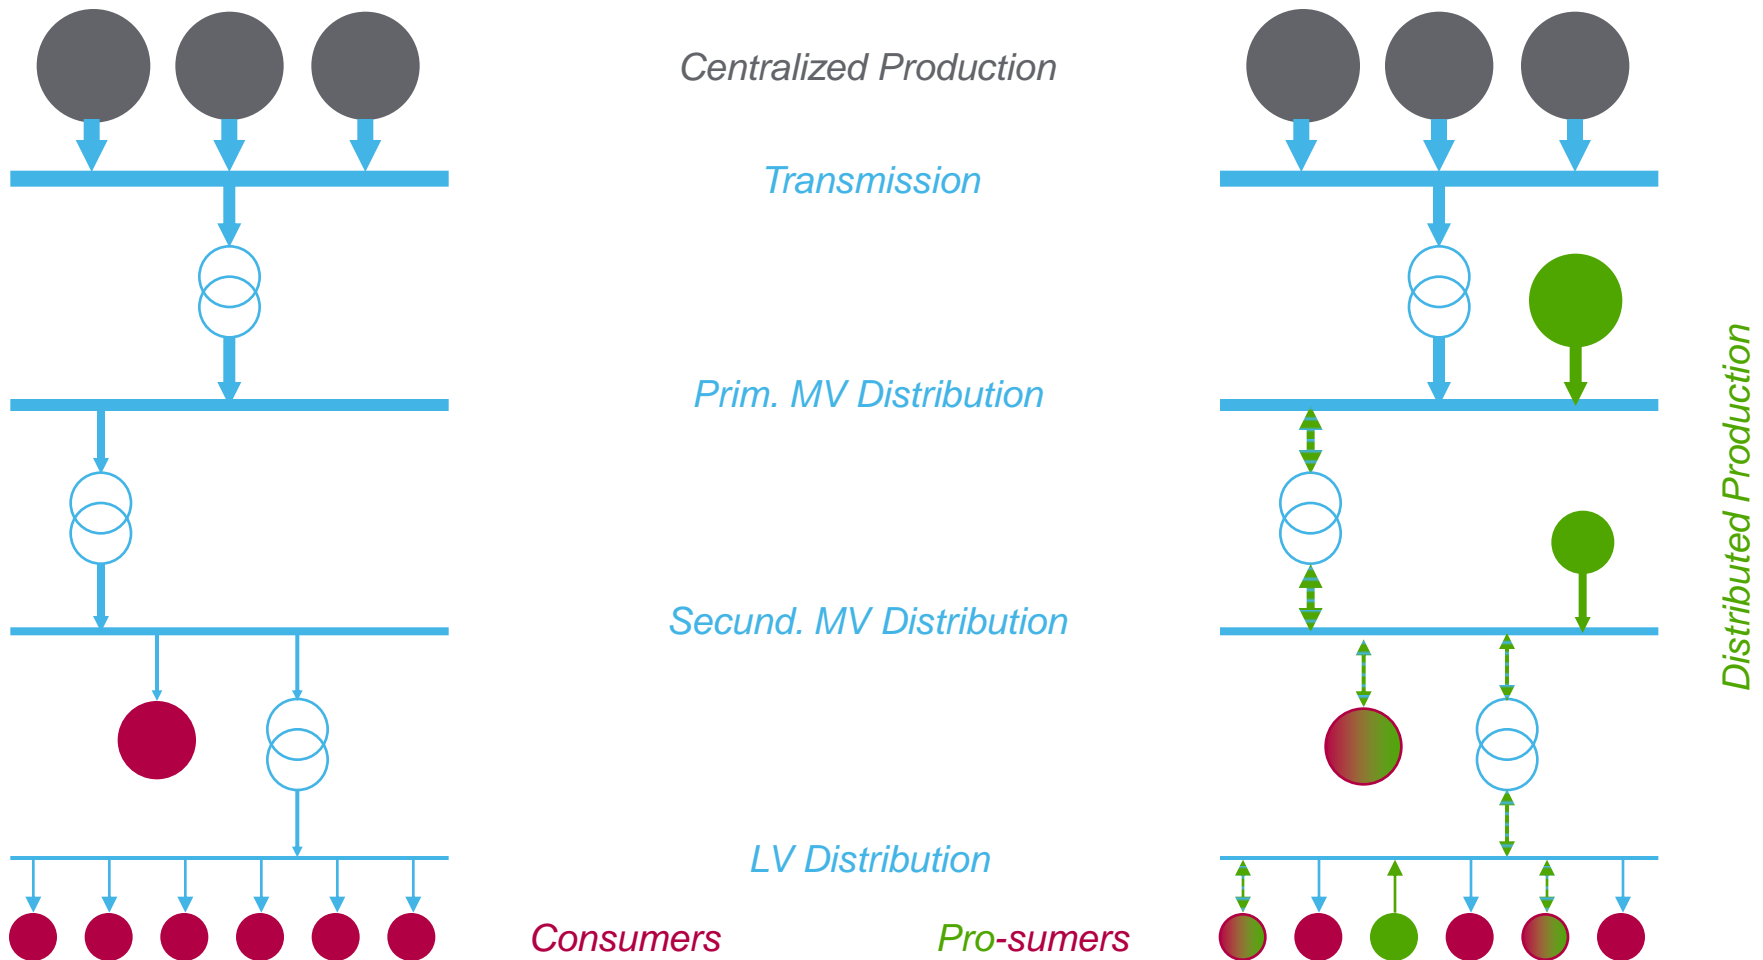 Centralized Production
Transmission
Prim. MV Distribution
Secund. MV Distribution
LV Distribution
Consumers
Pro-sumers
Distributed Production